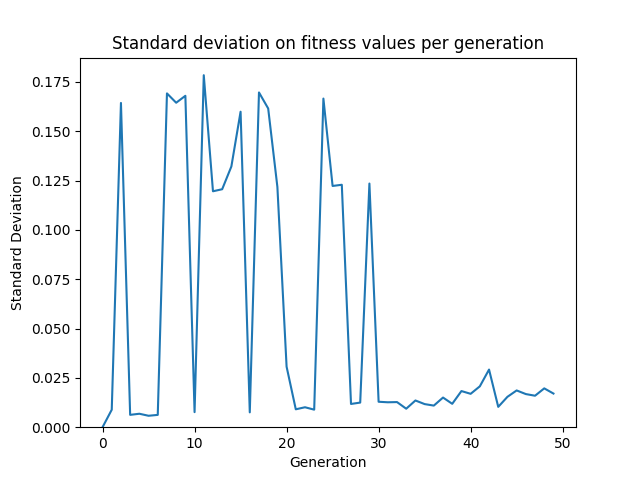 Standard deviation on fitness values per generation
0.175
0.150
0.125
0.100
0.075
0.050
0.025
0.000
Standard Deviation
0 10 20 30 40 50
Generation